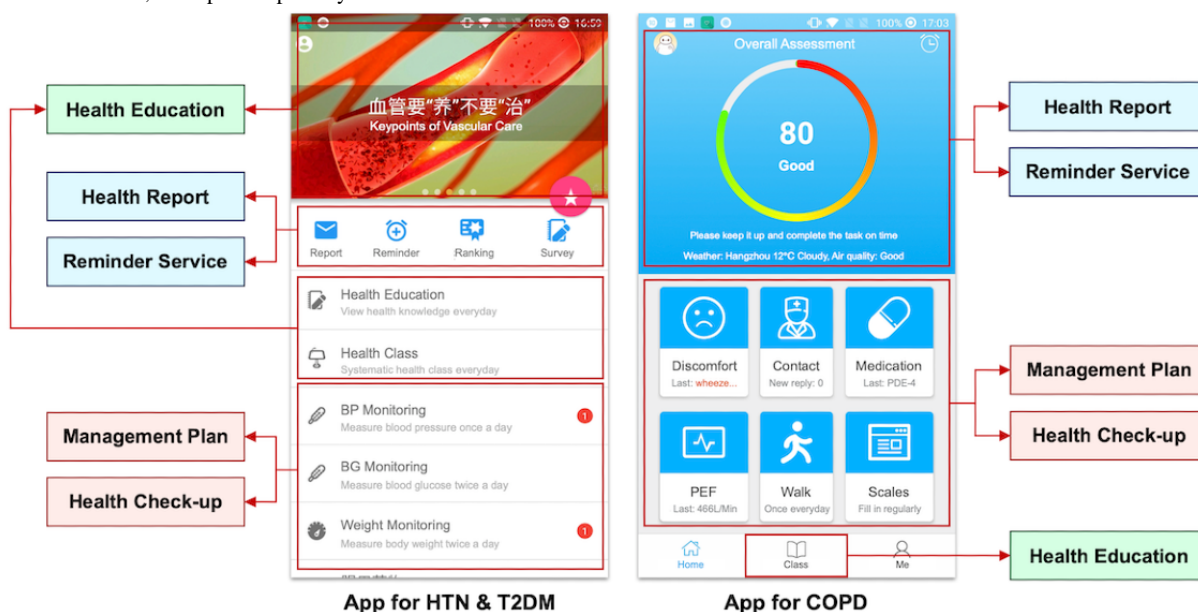 100% 16:59
血管要“养”不要“治”
Keypoints of Vascular Care
Report
Reminder
Ranking
Survey
Health Education
View health knowledge everyday
Health Class
Systematic health class everyday
BP Monitoring
Measure blood pressure once a day
1
BG Monitoring
Measure blood glucose twice a day
Weight Monitoring
Measure body weight twice a day
1
App for HTN & T2DM
Health Education
Health Report
Reminder Service
Management Plan
Health Check-up
100% 17:03
Overall Assessment
80
Good
Please keep it up and complete the task on time
Weather: Hangzhou 12°C Cloudy, Air quality: Good
Discomfort
Last: wheeze...
Contact
New reply: 0
Medication
Last: PDE-4
PEF
Last: 466L/Min
Walk
Once everyday
Scales
Fill in regularly
Home
Class
Me
App for COPD
Health Report
Reminder Service
Management Plan
Health Check-up
Health Education